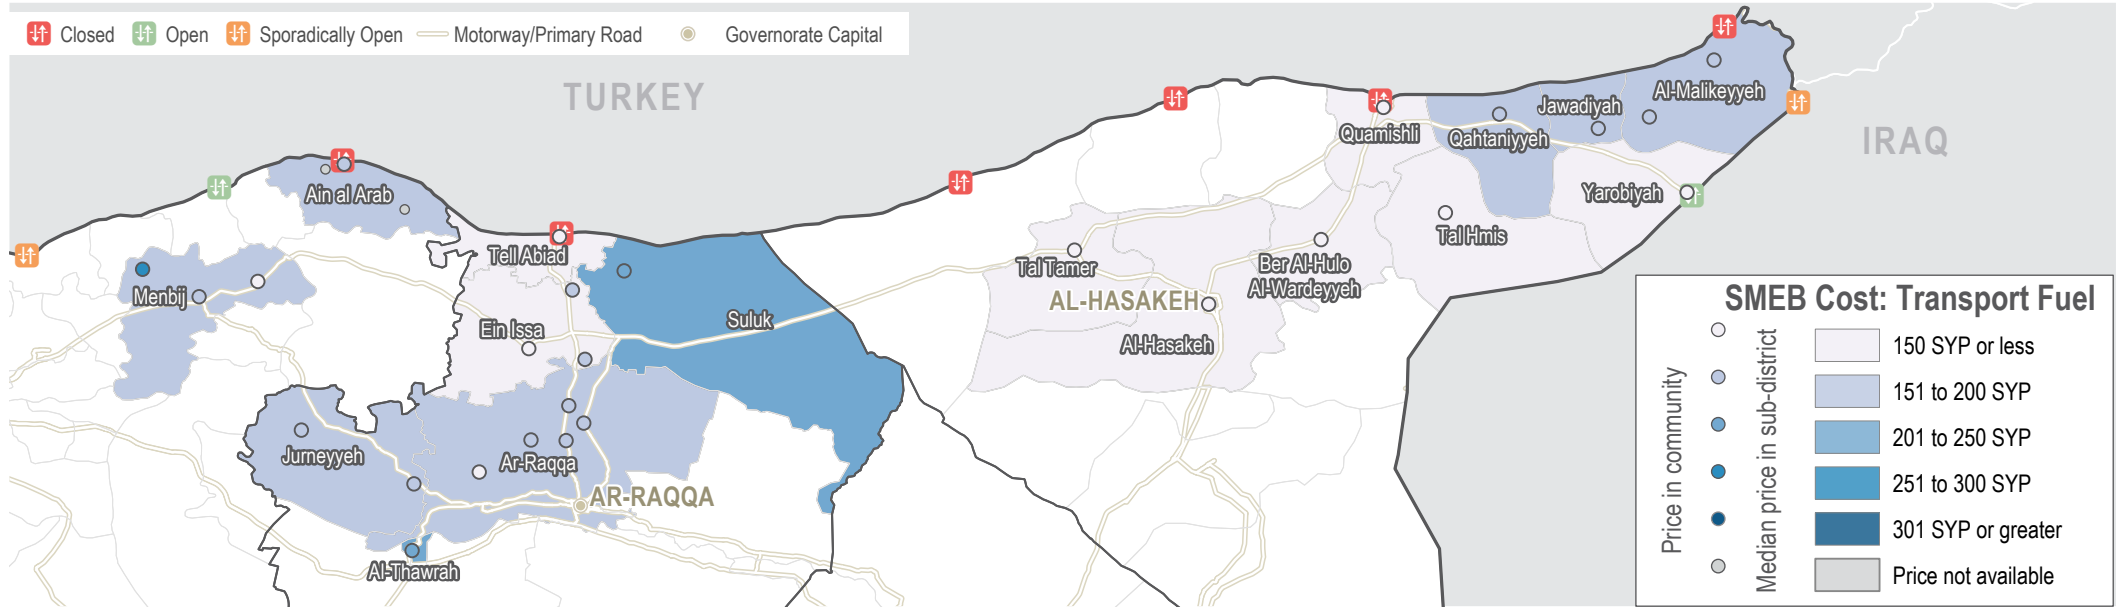 Closed Open Sporadically Open Motorway/Primary Road Governorate Capital
TURKEY
IRAQ
Al-Malikeyyeh
Jawadiyah
Quamishli
Qahtaniyyeh
Ain al Arab
Yarobiyah
Tell Abiad
Tal Hmis
Tal Tamer
Ber Al-Hulo
Al-Wardeyyeh
Menbij
AL-HASAKEH
Suluk
Ein Issa
Al-Hasakeh
Jurneyyeh
Ar-Raqqa
AR-RAQQA
Al-Thawrah
SMEB Cost: Transport Fuel
Price in community
Median price in sub-district
150 SYP or less
151 to 200 SYP
201 to 250 SYP
251 to 300 SYP
301 SYP or greater
Price not available